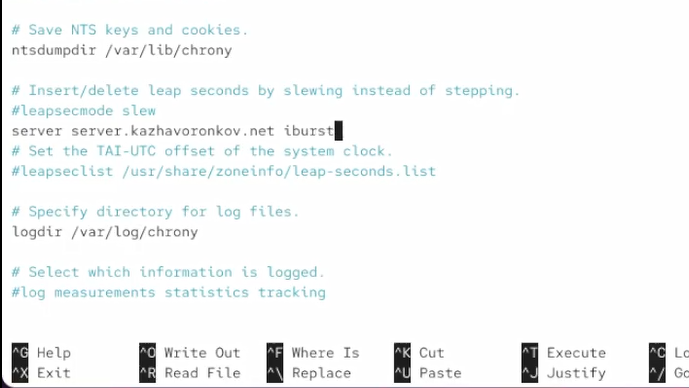 # Save NTS keys and cookies.
ntsdumpdir /var/lib/chrony
# Insert/delete leap seconds by slewing instead of stepping.
#leapsecmode slew
server server.kazhavoronkov.net iburst
# Set the TAI-UTC offset of the system clock.
#leapseclist /usr/share/zoneinfo/leap-seconds.list
# Specify directory for log files.
logdir /var/log/chrony
# Select which information is logged.
#log measurements statistics tracking
^G Help ^O Write Out ^F Where Is ^K Cut ^T Execute ^C Lo
^X Exit ^R Read File ^\ Replace ^U Paste ^J Justify ^/ Go